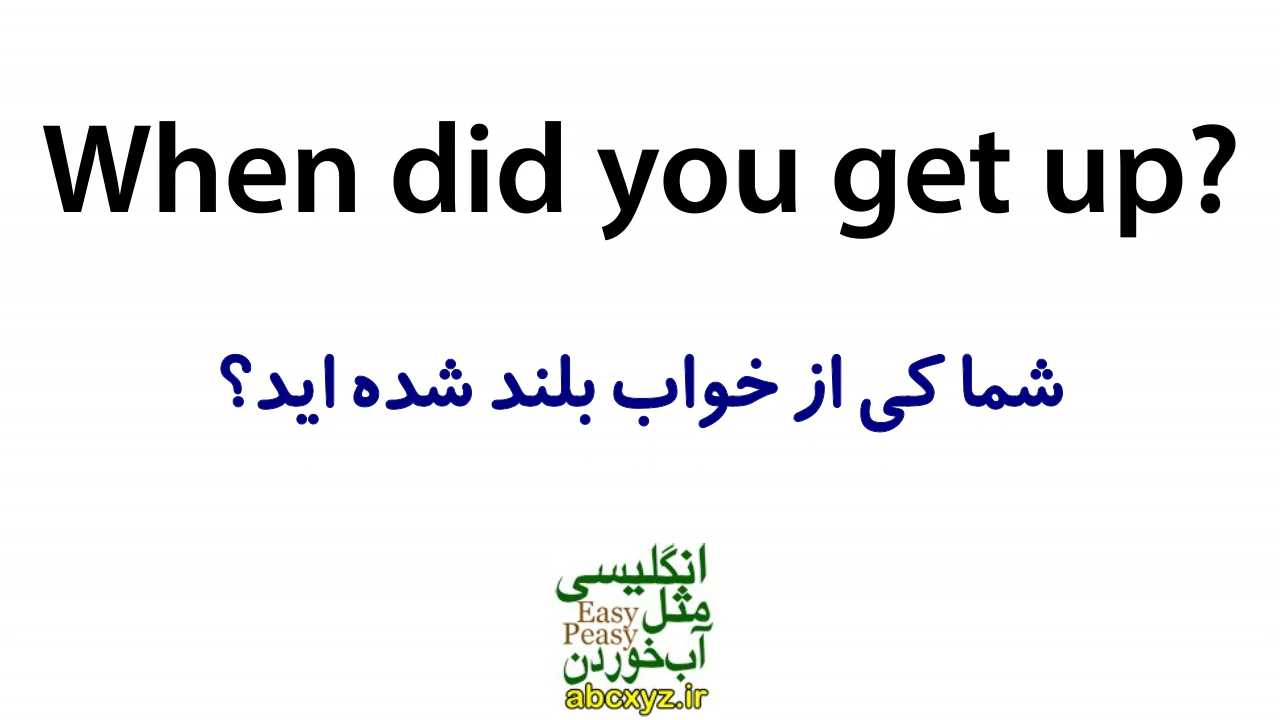 When did you get up?
شما کی از خواب بلند شده اید؟
انگلیسی
مثل Easy
Peasy
آب خوردن
abcxyz.ir